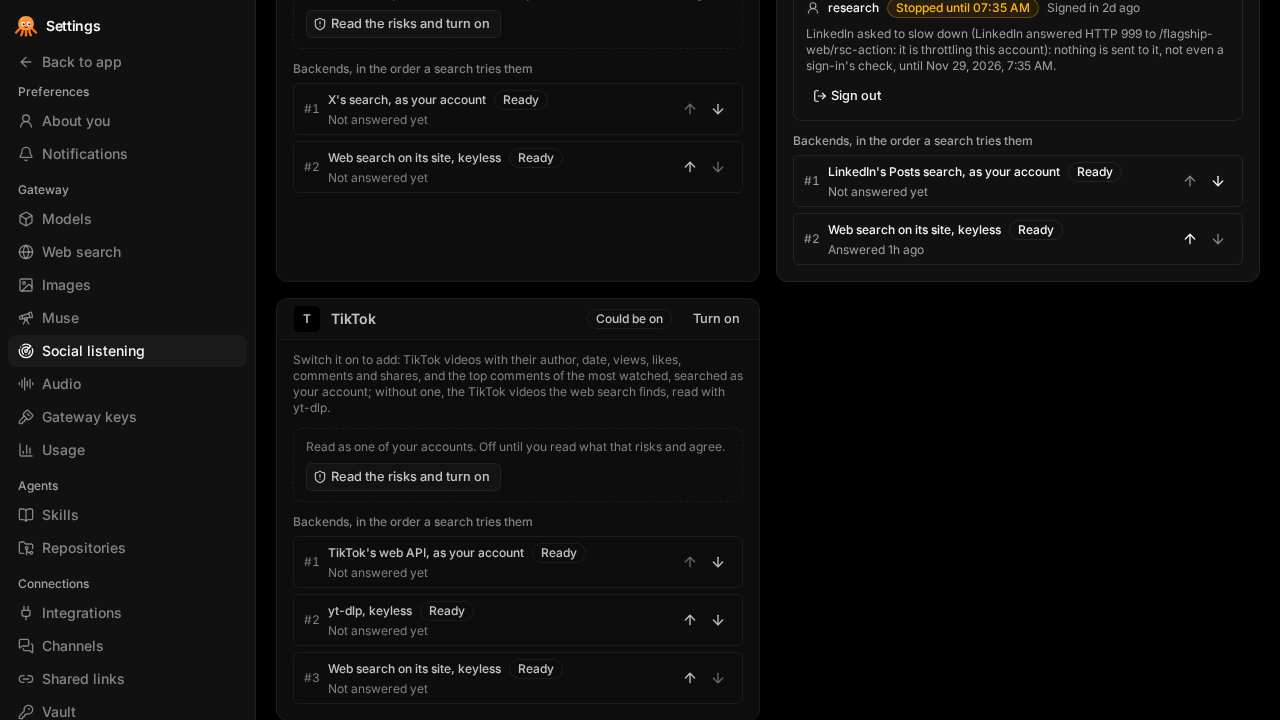 Settings
Back to app
Preferences
About you
Notifications
Gateway
Models
Web search
Images
Muse
Social listening
Audio
Gateway keys
Usage
Agents
Skills
Repositories
Connections
Integrations
Channels
Shared links
Vault
Read the risks and turn on
Backends, in the order a search tries them
#1
X's search, as your account
Ready
Not answered yet
#2
Web search on its site, keyless
Ready
Not answered yet
research
Stopped until 07:35 AM
Signed in 2d ago
LinkedIn asked to slow down (LinkedIn answered HTTP 999 to /flagship-
web/rsc-action: it is throttling this account): nothing is sent to it, not even a
sign-in's check, until Nov 29, 2026, 7:35 AM.
Sign out
Backends, in the order a search tries them
#1
LinkedIn's Posts search, as your account
Ready
Not answered yet
#2
Web search on its site, keyless
Ready
Answered 1h ago
T
TikTok
Could be on
Turn on
Switch it on to add: TikTok videos with their author, date, views, likes,
comments and shares, and the top comments of the most watched, searched as
your account; without one, the TikTok videos the web search finds, read with
yt-dlp.
Read as one of your accounts. Off until you read what that risks and agree.
Read the risks and turn on
Backends, in the order a search tries them
#1
TikTok's web API, as your account
Ready
Not answered yet
#2
yt-dlp, keyless
Ready
Not answered yet
#3
Web search on its site, keyless
Ready
Not answered yet